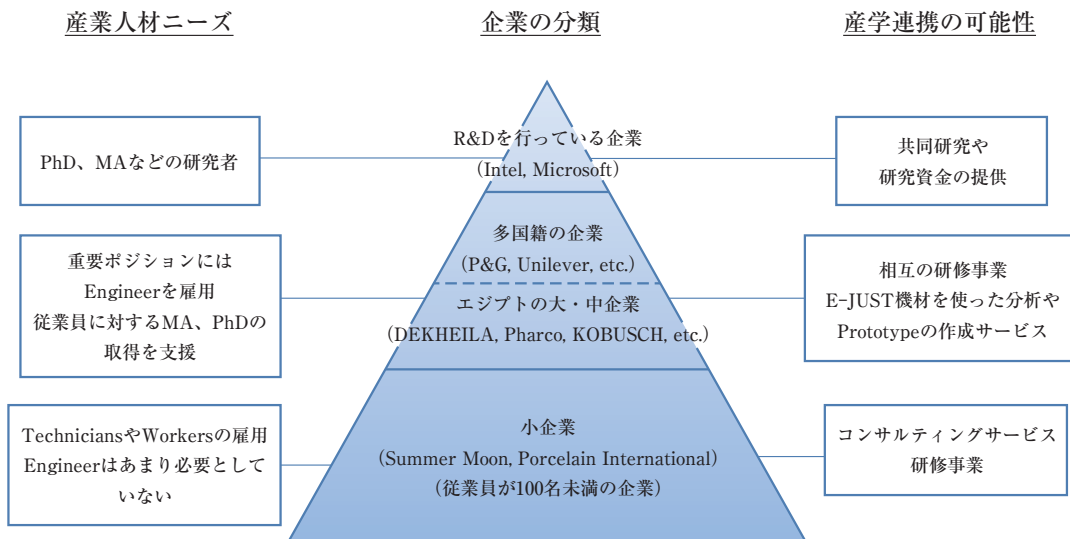 産業人材ニーズ
企業の分類
産学連携の可能性
PhD、MAなどの研究者
R&Dを行っている企業
(Intel, Microsoft)
共同研究や
研究資金の提供
重要ポジションには
Engineerを雇用
従業員に対するMA、PhDの
取得を支援
多国籍の企業
(P&G, Unilever, etc.)
エジプトの大・中企業
(DEKHEILA, Pharco, KOBUSCH, etc.)
相互の研修事業
E-JUST機材を使った分析や
Prototypeの作成サービス
TechniciansやWorkersの雇用
Engineerはあまり必要として
いない
小企業
(Summer Moon, Porcelain International)
(従業員が100名未満の企業)
コンサルティングサービス
研修事業